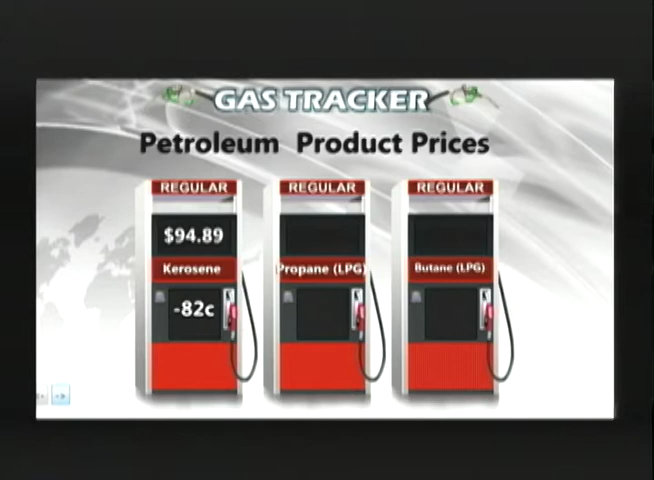 GAS TRACKER
Petroleum Product Prices
REGULAR REGULAR REGULAR
$94.89
Kerosene Propane (LPG) Butane (LPG)
-82c